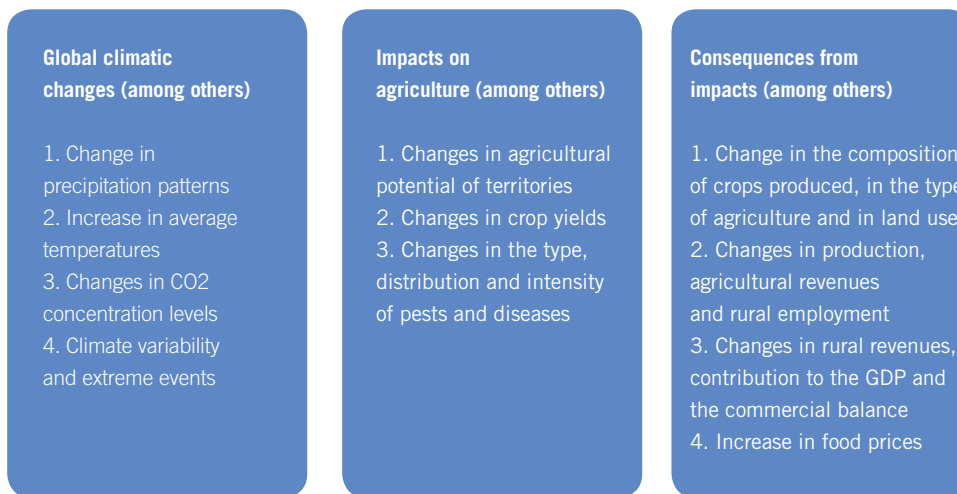 Global climatic
changes (among others)
1. Change in
precipitation patterns
2. Increase in average
temperatures
3. Changes in CO2
concentration levels
4. Climate variability
and extreme events
Impacts on
agriculture (among others)
1. Changes in agricultural
potential of territories
2. Changes in crop yields
3. Changes in the type,
distribution and intensity
of pests and diseases
Consequences from
impacts (among others)
1. Change in the composition
of crops produced, in the type
of agriculture and in land use
2. Changes in production,
agricultural revenues
and rural employment
3. Changes in rural revenues,
contribution to the GDP and
the commercial balance
4. Increase in food prices